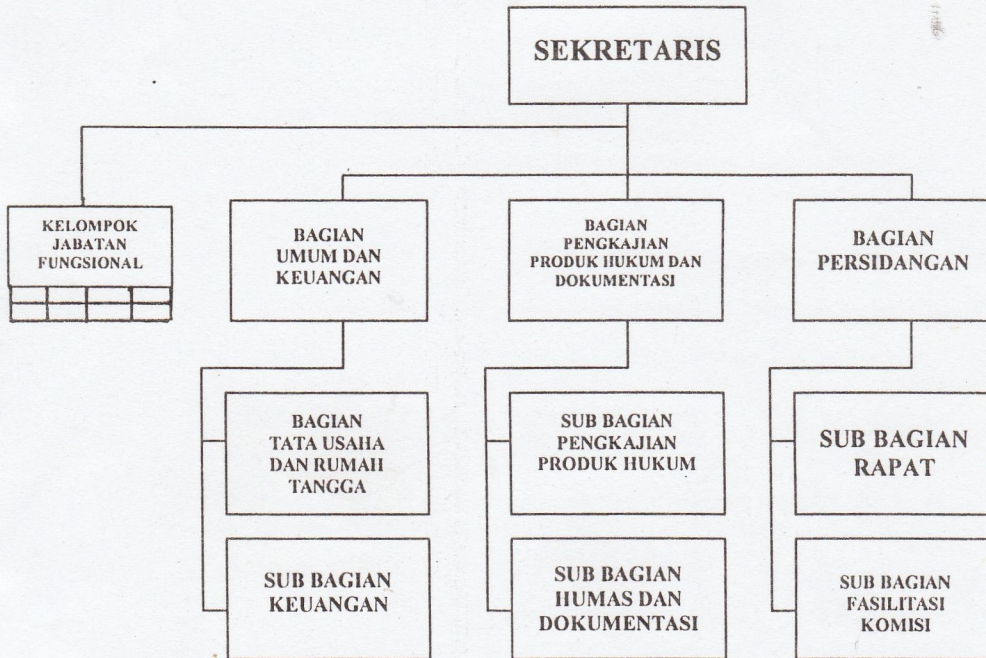 SEKRETARIS
KELOMPOK
JABATAN
FUNGSIONAL
BAGIAN
UMUM DAN
KEUANGAN
BAGIAN
PENGKAJIAN
PRODUK HUKUM DAN
DOKUMENTASI
BAGIAN
PERSIDANGAN
BAGIAN
TATA USAHA
DAN RUMAH
TANGGA
SUB BAGIAN
PENGKAJIAN
PRODUK HUKUM
SUB BAGIAN
RAPAT
SUB BAGIAN
KEUANGAN
SUB BAGIAN
HUMAS DAN
DOKUMENTASI
SUB BAGIAN
FASILITASI
KOMISI